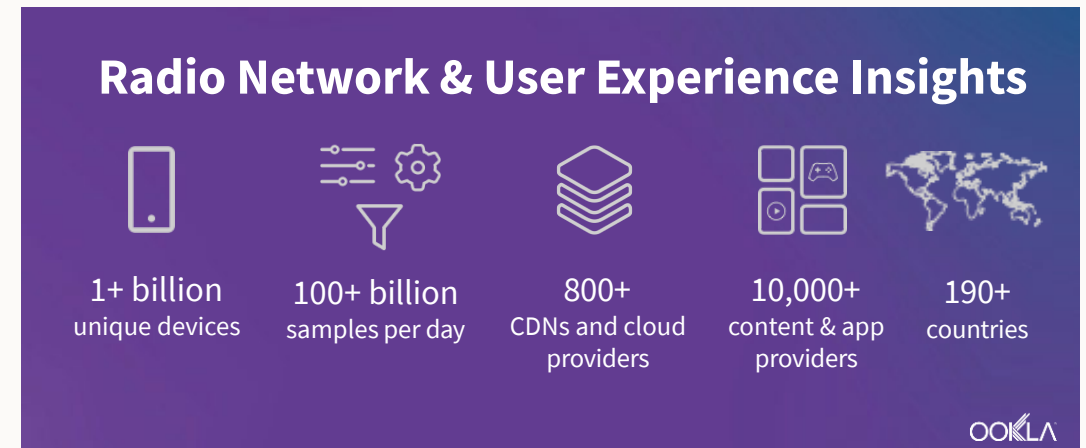 Radio Network & User Experience Insights
1+ billion
unique devices
100+ billion
samples per day
800+
CDNs and cloud
providers
10,000+
content & app
providers
190+
countries
OOKLA